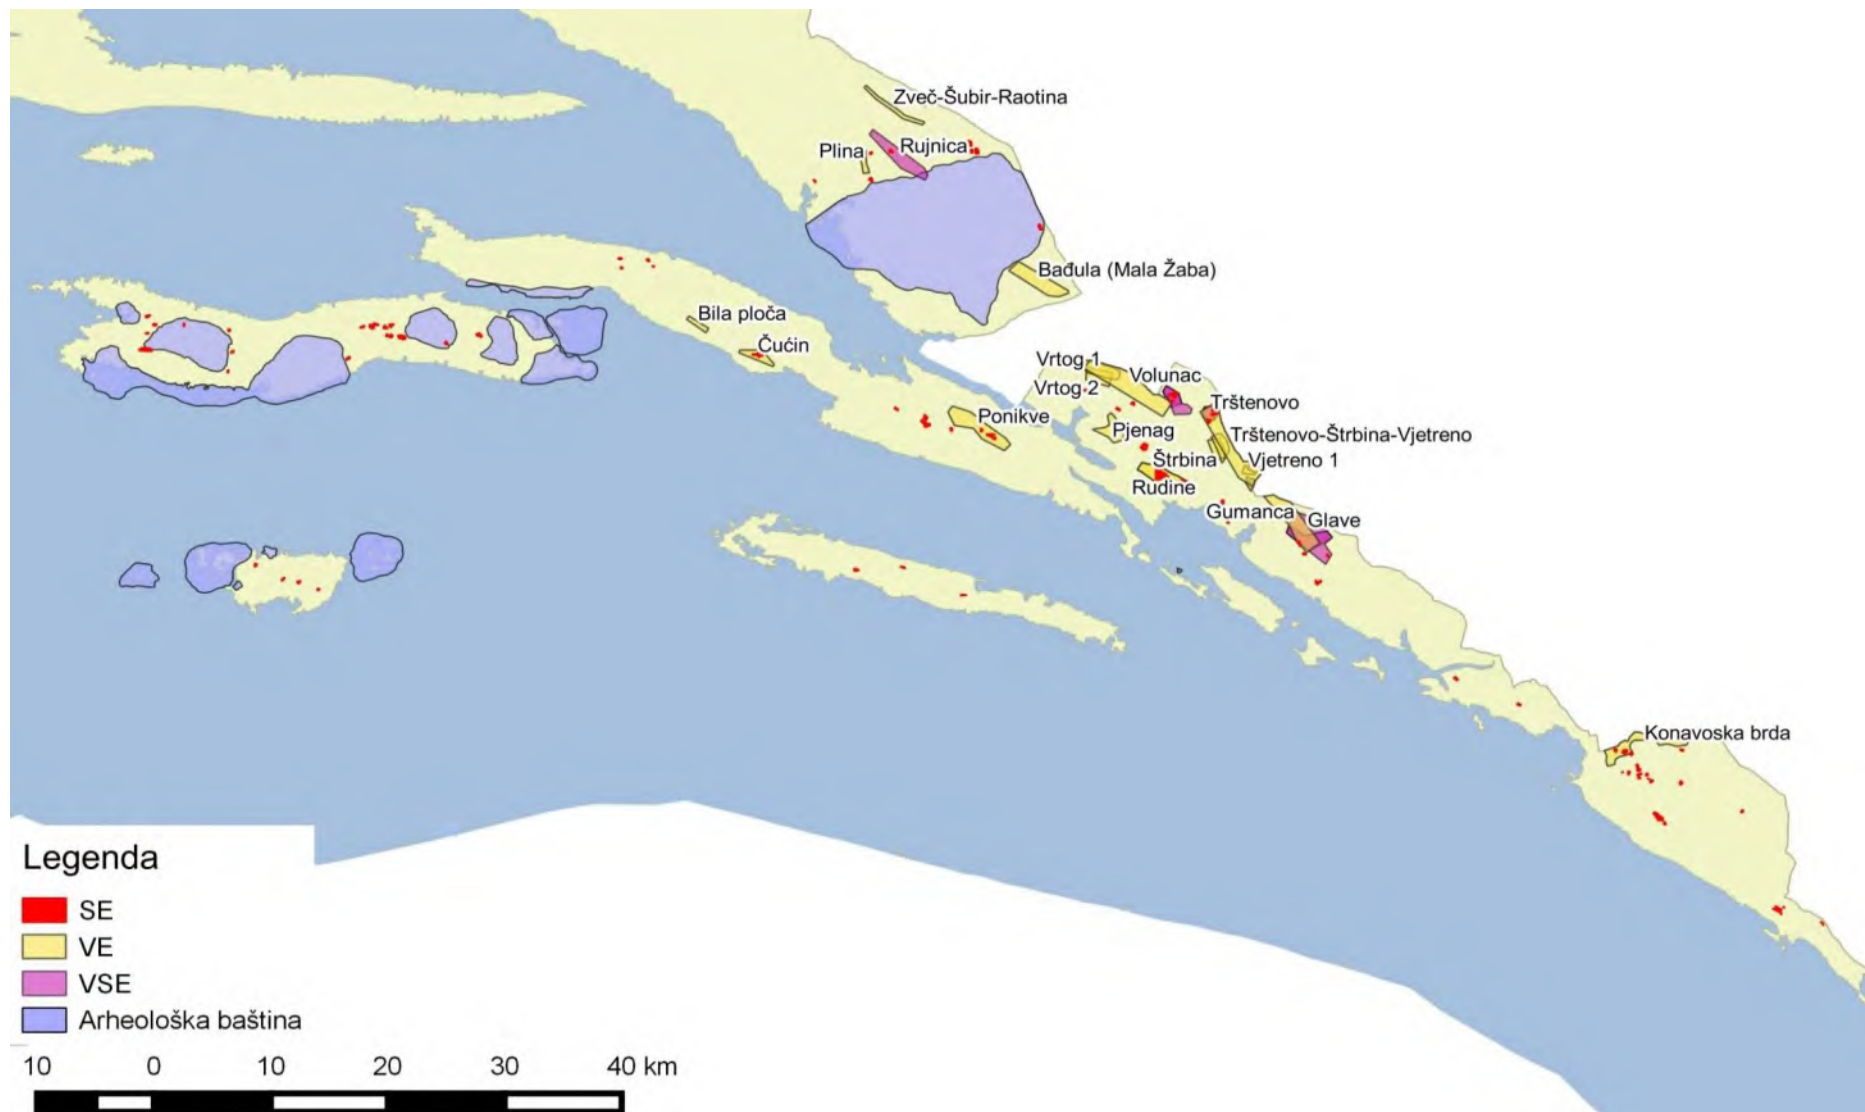 Zveč-Šubir-Raotina
Rujnica
Plina
Bađula (Mala Žaba)
Bila ploča
Čućin
Vrtog 1
Volunac
Vrtog 2
Trštenovo
Ponikve
Pjenag
Trštenovo-Štrbina-Vjetreno
Štrbina
Vjetreno 1
Rudine
Gumanca
Glave
Konavoska brda
Legenda
SE
VE
VSE
Arheološka baština
10 0 10 20 30 40 km